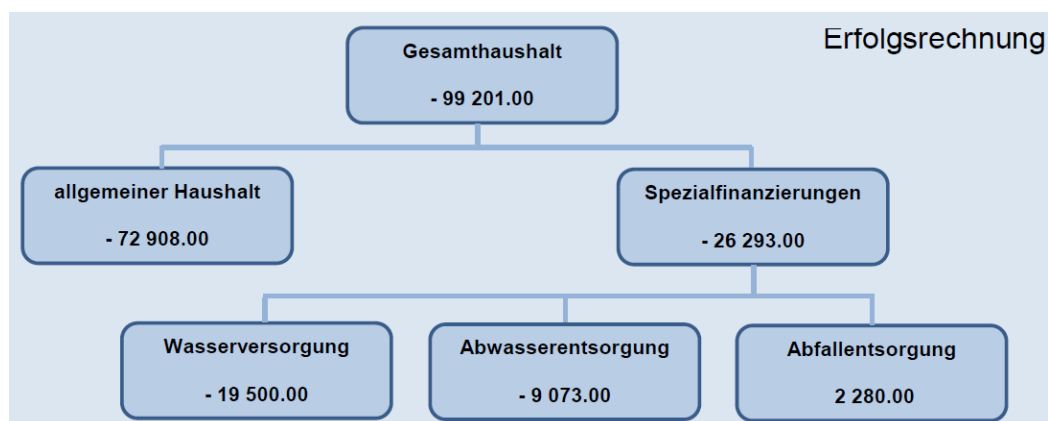 Erfolgsrechnung
Gesamthaushalt
- 99 201.00
allgemeiner Haushalt
- 72 908.00
Spezialfinanzierungen
- 26 293.00
Wasserversorgung
- 19 500.00
Abwasserentsorgung
- 9 073.00
Abfallentsorgung
2 280.00